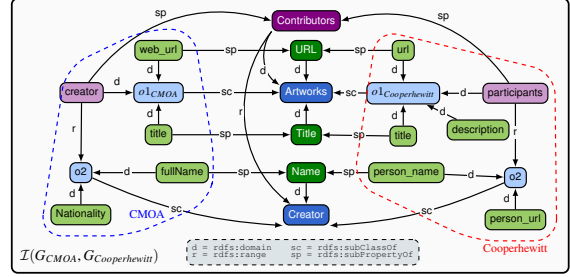 Contributors
sp
sp
web_url
sp
URL
sp
url
d
d
d
d
creator
d
o1CMOA
sc
Artworks
sc
o1Cooperhewitt
d
participants
d
d
d
d
r
title
sp
Title
sp
title
description
r
r
o2
d
fullName
sp
Name
sp
person_name
d
o2
d
d
d
Nationality
CMOA
sc
Creator
sc
person_url
Cooperhewitt
I(GCMOA, GCooperhewitt)
d = rdfs:domain sc = rdfs:subClassOf
r = rdfs:range sp = rdfs:subPropertyOf